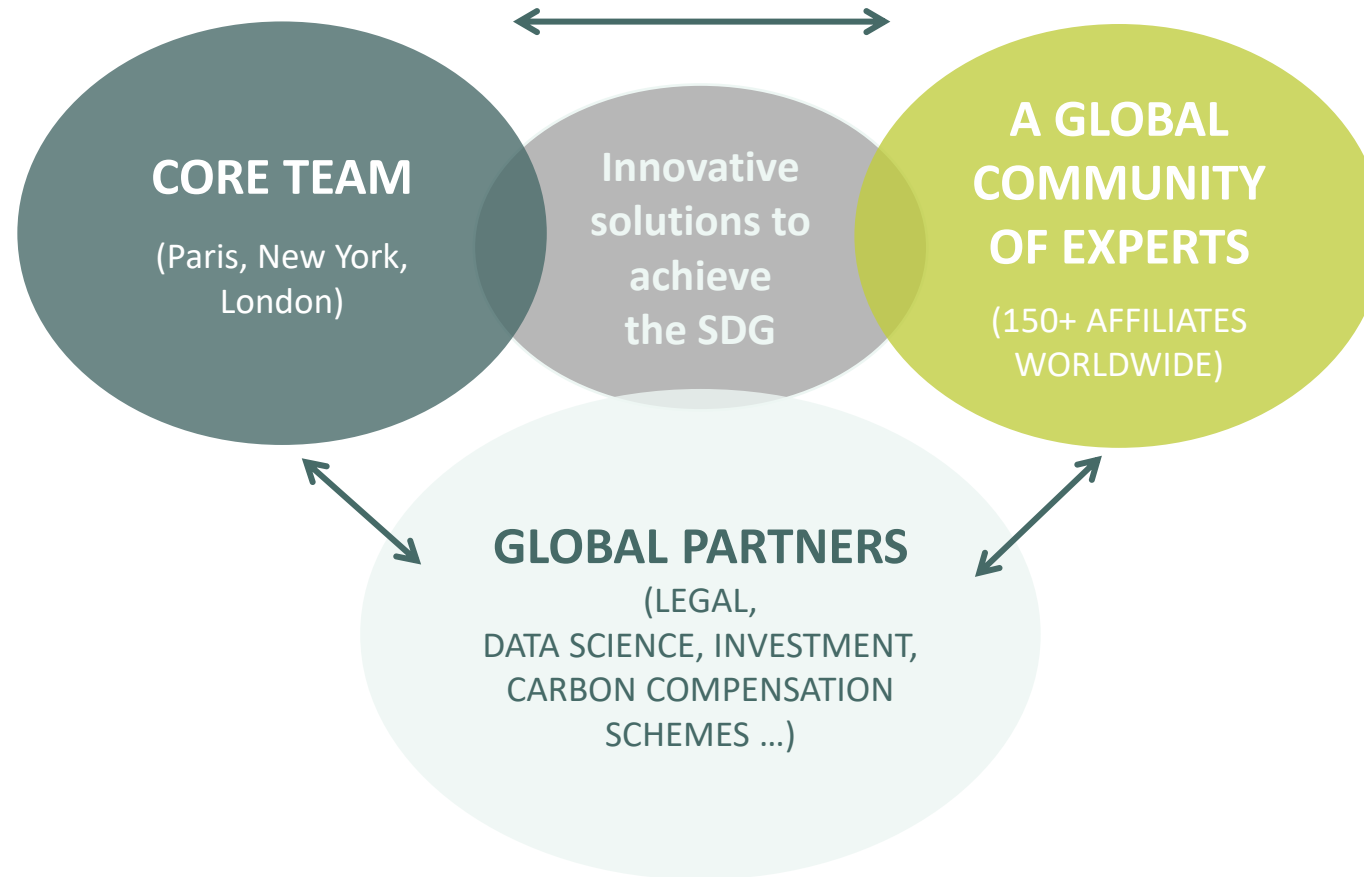 CORE TEAM
(Paris, New York,
London)
Innovative
solutions to
achieve
the SDG
A GLOBAL
COMMUNITY
OF EXPERTS
(150+ AFFILIATES
WORLDWIDE)
GLOBAL PARTNERS
(LEGAL,
DATA SCIENCE, INVESTMENT,
CARBON COMPENSATION
SCHEMES …)